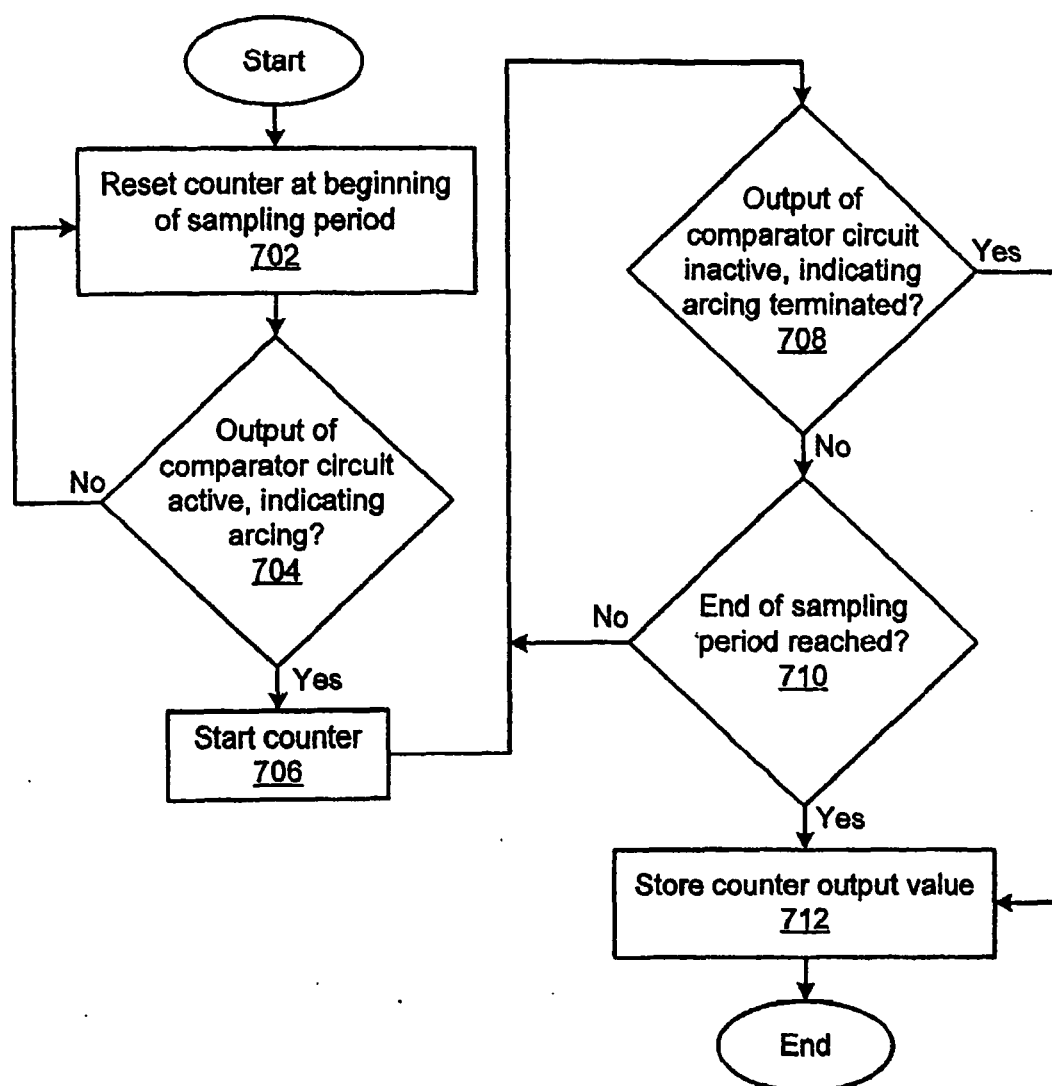 Start
Reset counter at beginning
of sampling period
702
Output of
comparator circuit
active, indicating
arcing?
704
No
Yes
Start counter
706
Output of
comparator circuit
inactive, indicating
arcing terminated?
708
Yes
No
End of sampling
period reached?
710
No
Yes
Store counter output value
712
End